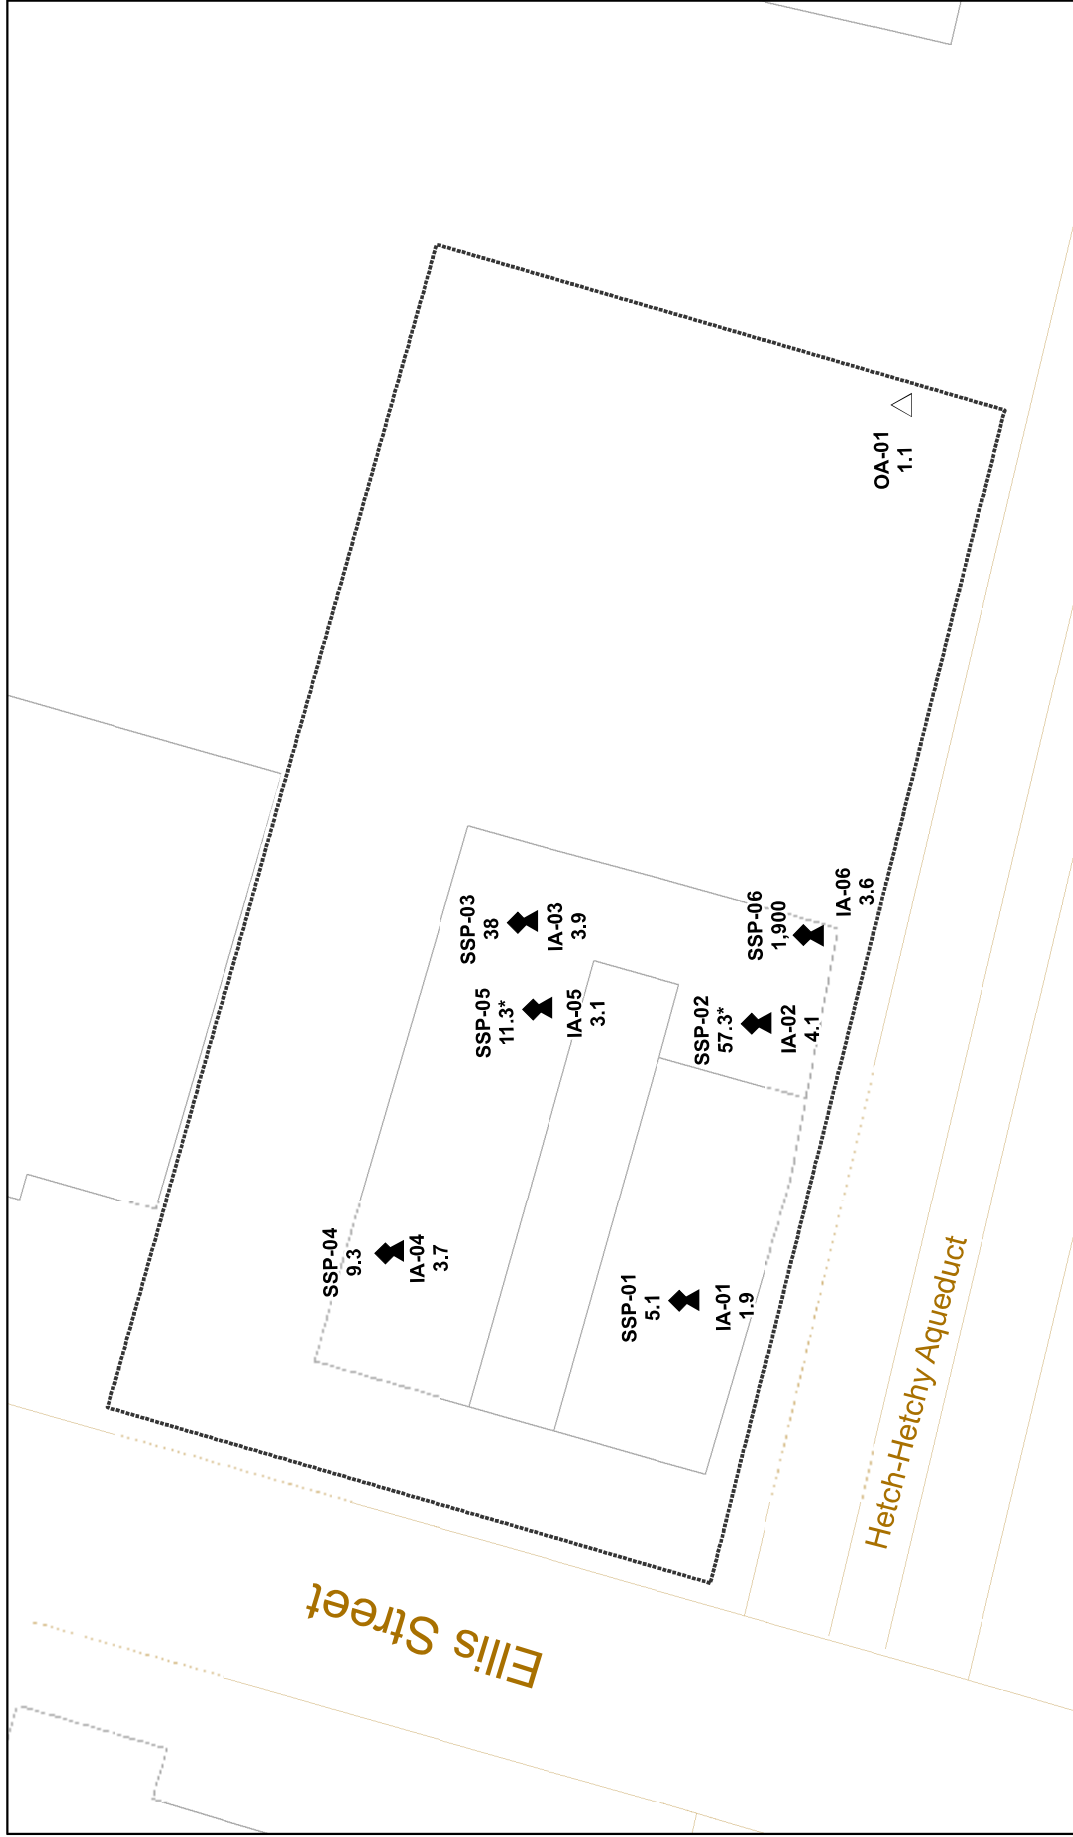 SSP-04
9.3
IA-04
3.7
SSP-03
38
IA-03
3.9
SSP-05
11.3*
IA-05
3.1
SSP-01
5.1
IA-01
1.9
SSP-02
57.3*
IA-02
4.1
SSP-06
1,900
IA-06
3.6
OA-01
1.1
Ellis Street
Hetch-Hetchy Aqueduct